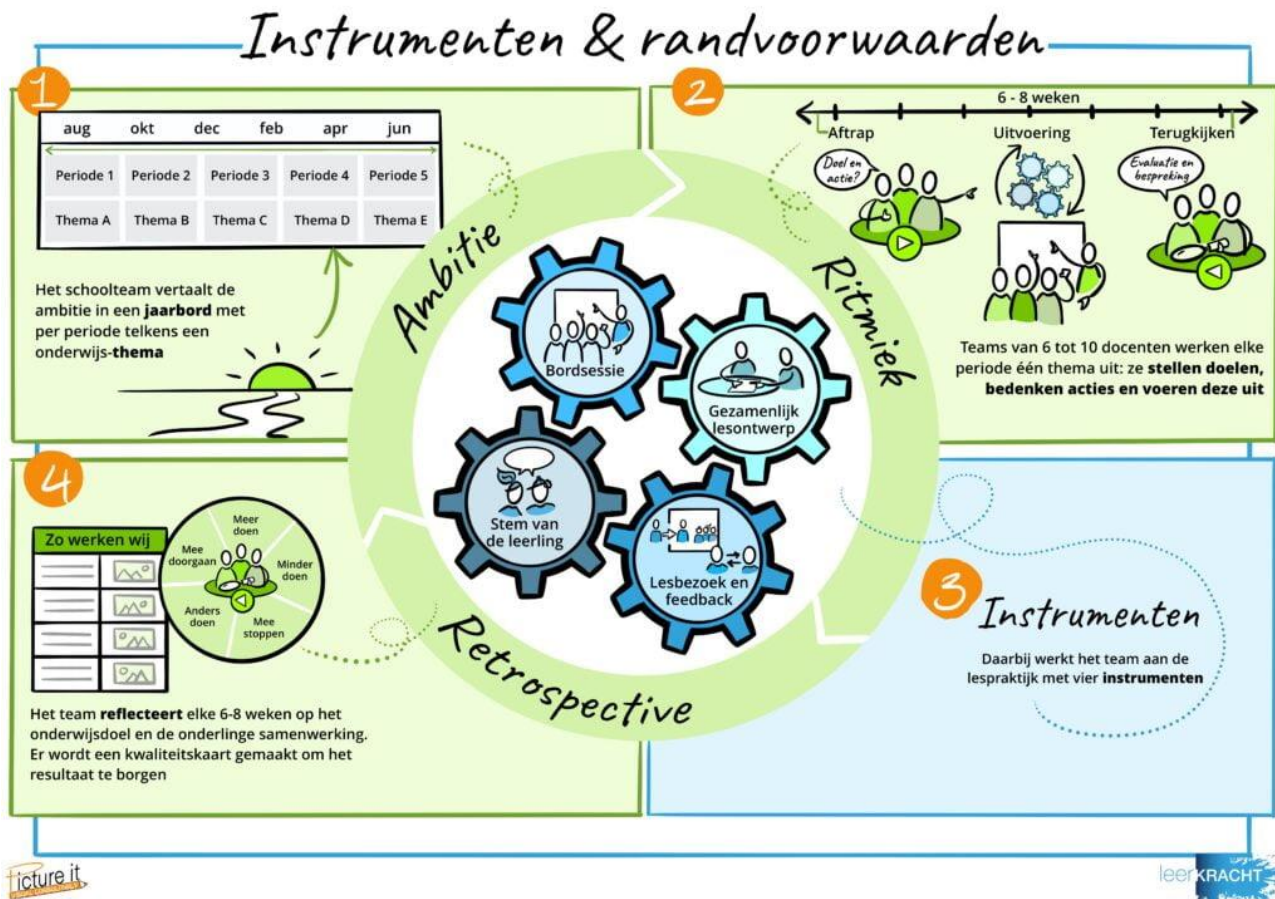 Instrumenten & randvoorwaarden
1
aug okt dec feb apr jun
Periode 1 Periode 2 Periode 3 Periode 4 Periode 5
Thema A Thema B Thema C Thema D Thema E
Het schoolteam vertaalt de
ambitie in een jaarbord met
per periode telkens een
onderwijs-thema
Ambitie
2
6 - 8 weken
Aftrap Uitvoering Terugkijken
Doel en
actie?
Evaluatie en
bespreking
Teams van 6 tot 10 docenten werken elke
periode één thema uit: ze stellen doelen,
bedenken acties en voeren deze uit
Ritmiek
Bordsessie
Gezamenlijk
lesontwerp
Stem van
de leerling
Lesbezoek en
feedback
3
Instrumenten
Daarbij werkt het team aan de
lespraktijk met vier instrumenten
4
Zo werken wij
Meer
doen
Minder
doen
Mee
stoppen
Anders
doen
Mee
doorgaan
Het team reflecteert elke 6-8 weken op het
onderwijsdoel en de onderlinge samenwerking.
Er wordt een kwaliteitskaart gemaakt om het
resultaat te borgen
Retrospective
Picture it
leerKRACHT